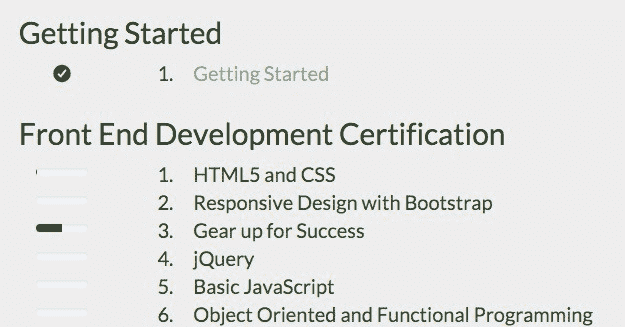 Getting Started
1. Getting Started
Front End Development Certification
1. HTML5 and CSS
2. Responsive Design with Bootstrap
3. Gear up for Success
4. jQuery
5. Basic JavaScript
6. Object Oriented and Functional Programming